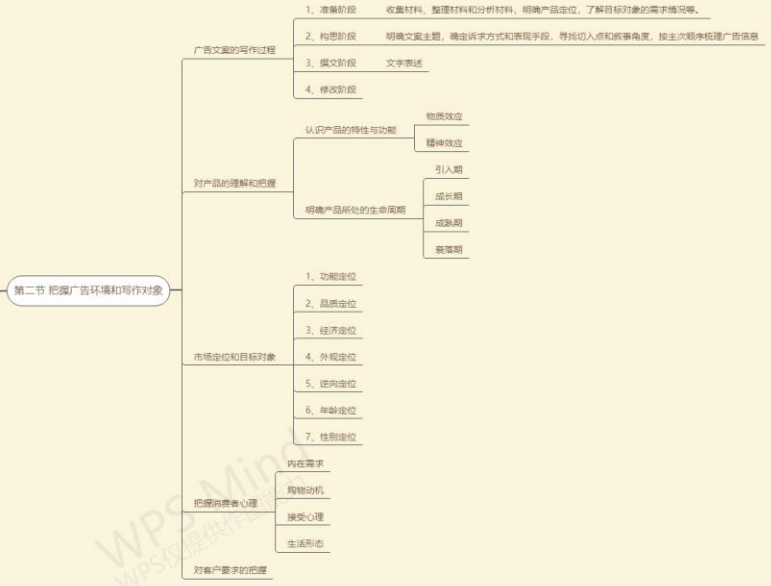 第二节 把握广告环境和写作对象
广告文案的写作过程
1、准备阶段 收集材料、整理材料和分析材料，明确产品定位，了解目标对象的需求情况等。
2、构思阶段 明确文案主题，确定诉求方式和表现手段，寻找切入点和叙事角度，按主次顺序梳理广告信息
3、撰文阶段 文字表述
4、修改阶段
对产品的理解和把握
认识产品的特性与功能
物质效应
精神效应
明确产品所处的生命周期
引入期
成长期
成熟期
衰落期
市场定位和目标对象
1、功能定位
2、品质定位
3、经济定位
4、外观定位
5、逆向定位
6、年龄定位
7、性别定位
把握消费者心理
内在需求
购物动机
接受心理
生活形态
对客户要求的把握
WPS Mind
WPS仅提供作图能力